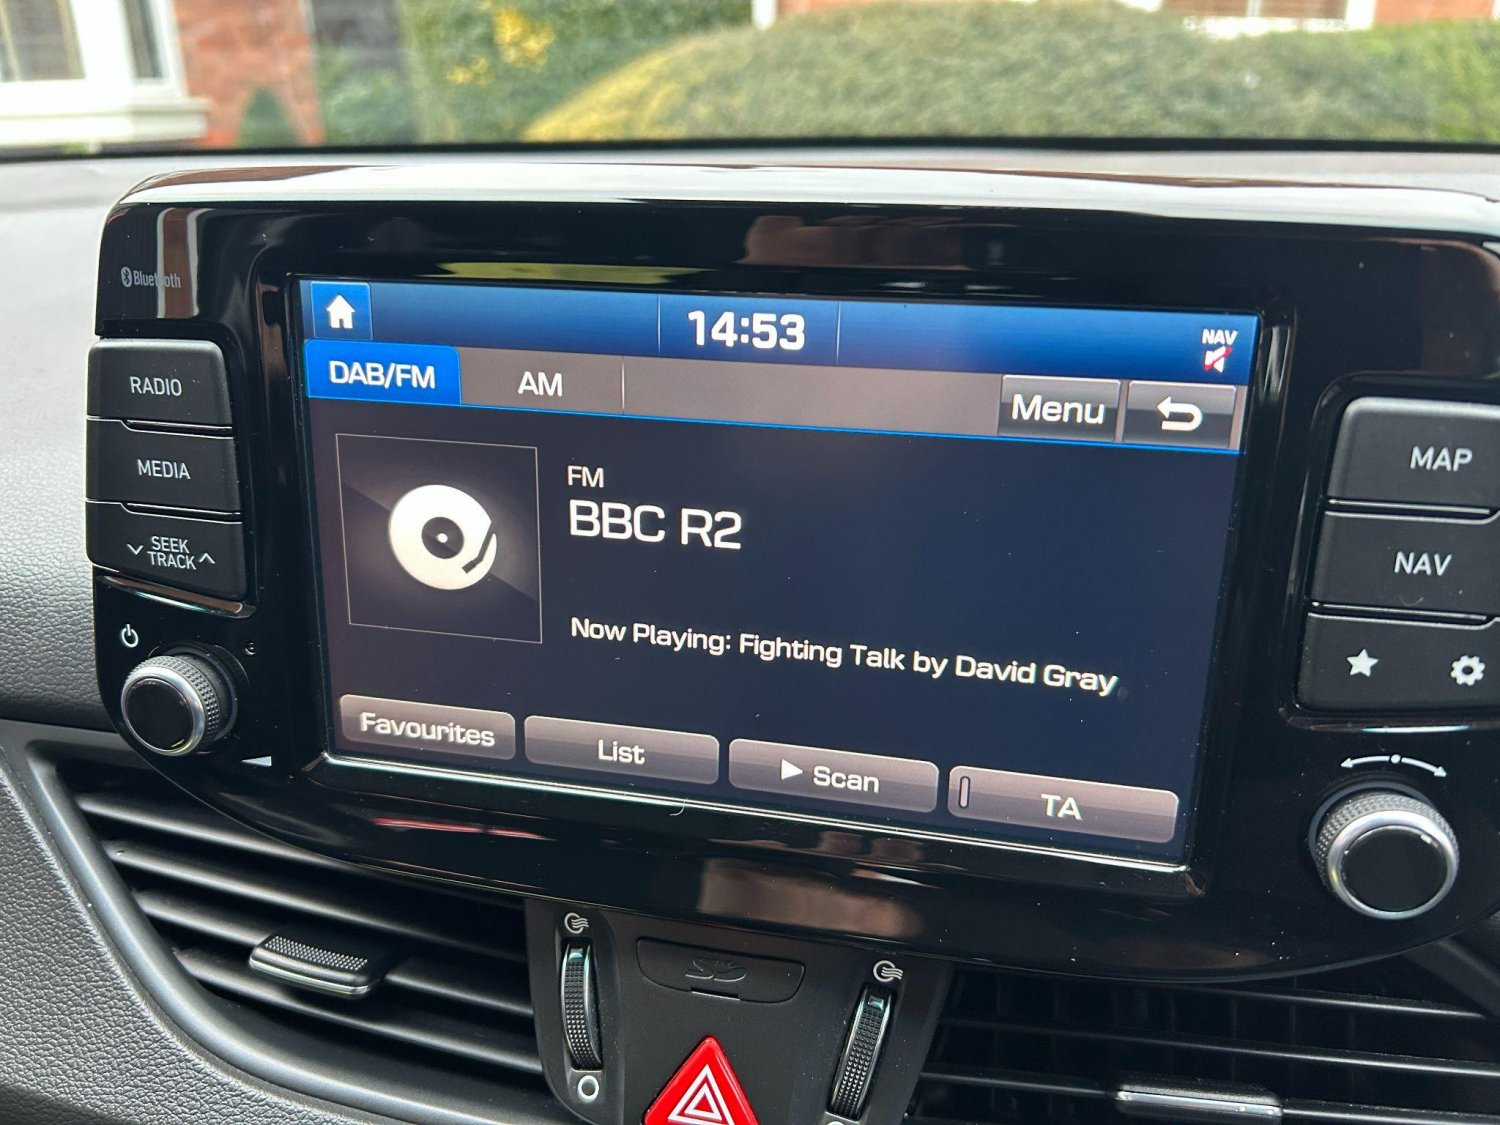 Bluetooth
14:53
NAV
DAB/FM
AM
Menu
RADIO
MEDIA
SEEK
TRACK
FM
BBC R2
Now Playing: Fighting Talk by David Gray
Favourites
List
Scan
TA
MAP
NAV